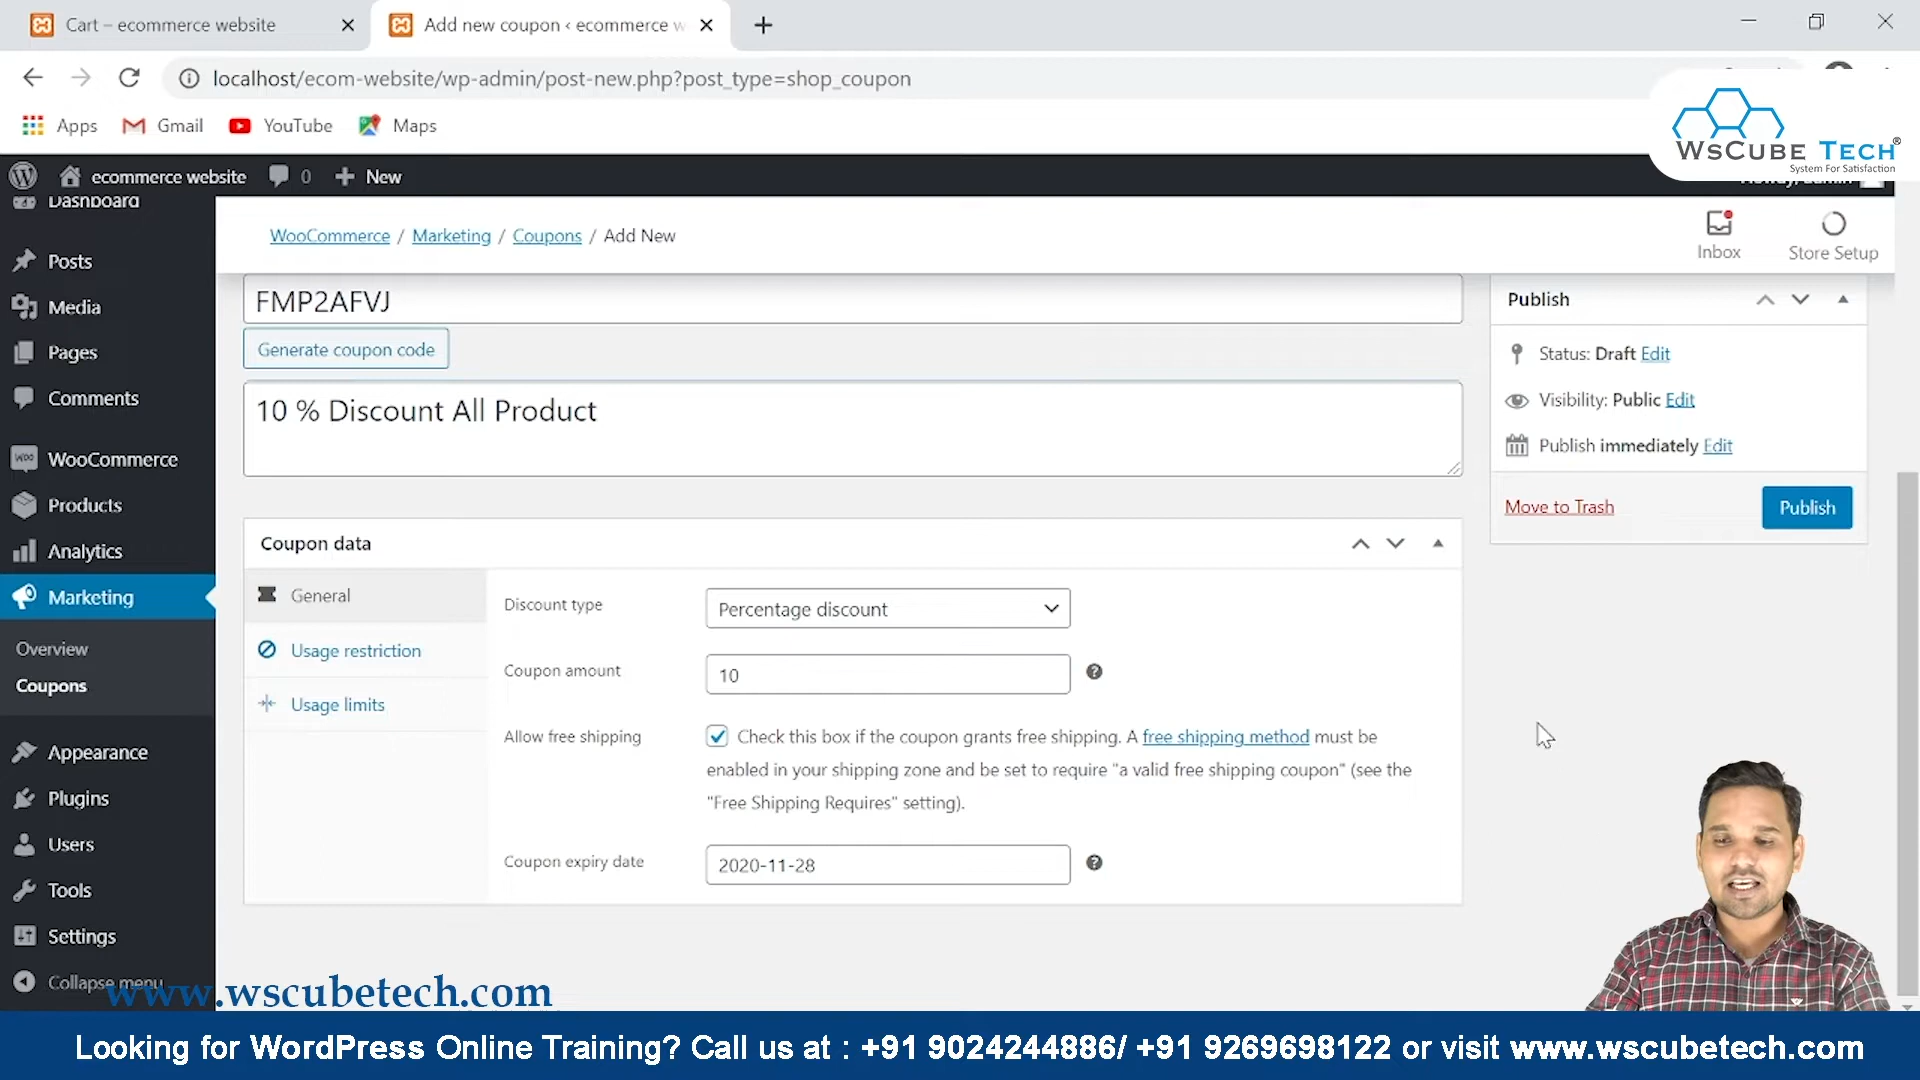 Cart – ecommerce website
Add new coupon ‹ ecommerce w
localhost/ecom-website/wp-admin/post-new.php?post_type=shop_coupon
Apps
Gmail
YouTube
Maps
WsCube Tech®
System For Satisfaction
ecommerce website
0
New
Howdy, admin
Dashboard
Posts
Media
Pages
Comments
WooCommerce
Products
Analytics
Marketing
Overview
Coupons
Appearance
Plugins
Users
Tools
Settings
Collapse menu
WooCommerce / Marketing / Coupons / Add New
Inbox
Store Setup
FMP2AFVJ
Generate coupon code
10 % Discount All Product
Coupon data
General
Usage restriction
Usage limits
Discount type
Percentage discount
Coupon amount
10
Allow free shipping
Check this box if the coupon grants free shipping. A free shipping method must be
enabled in your shipping zone and be set to require "a valid free shipping coupon" (see the
"Free Shipping Requires" setting).
Coupon expiry date
2020-11-28
Publish
Status: Draft Edit
Visibility: Public Edit
Publish immediately Edit
Move to Trash
Publish
www.wscubetech.com
Looking for WordPress Online Training? Call us at : +91 9024244886/ +91 9269698122 or visit www.wscubetech.com